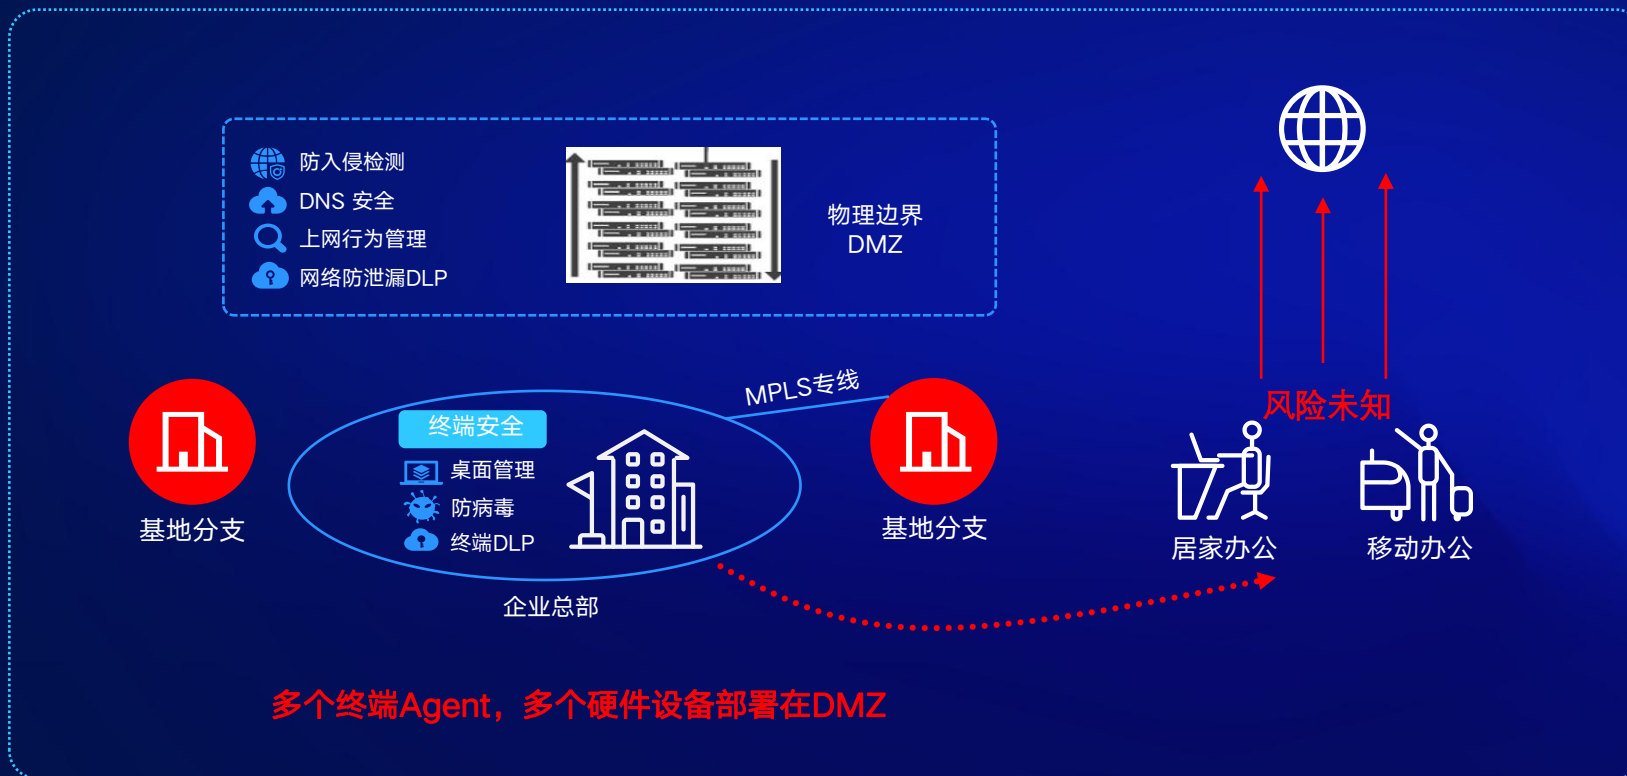 防入侵检测
DNS 安全
上网行为管理
网络防泄漏DLP
物理边界
DMZ
MPLS专线
终端安全
桌面管理
防病毒
终端DLP
基地分支
企业总部
基地分支
风险未知
居家办公
移动办公
多个终端Agent，多个硬件设备部署在DMZ